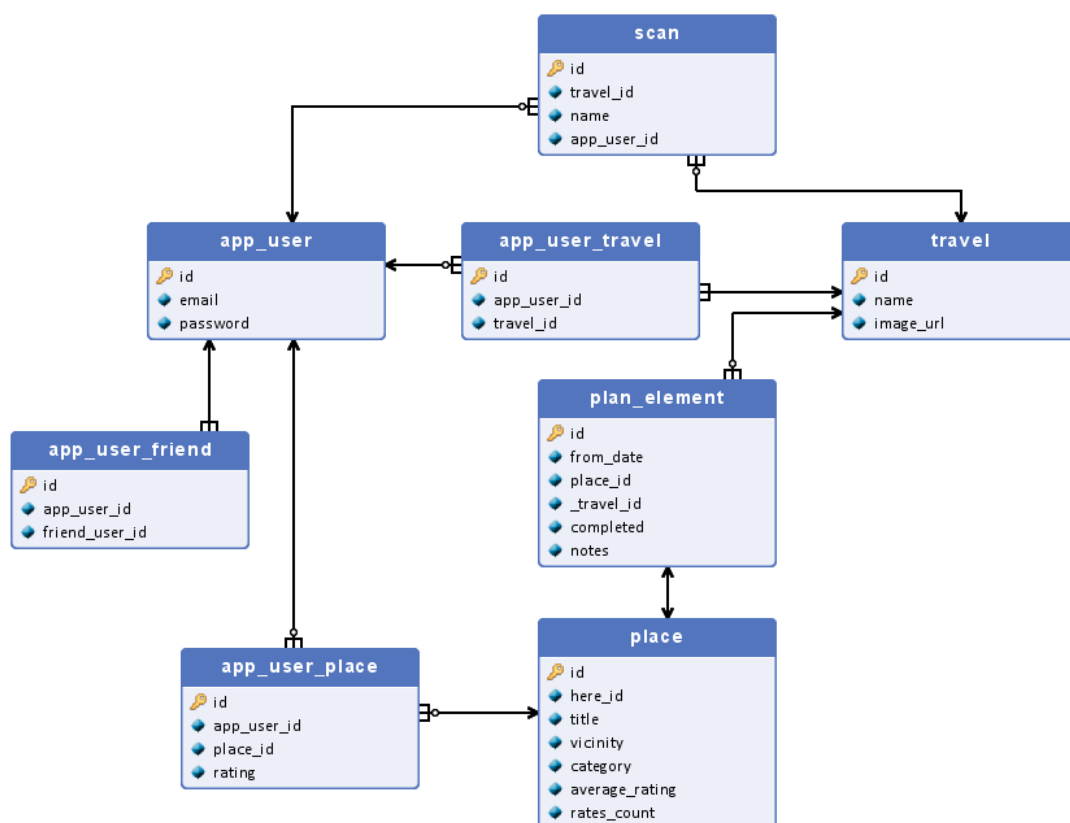 scan
id
travel_id
name
app_user_id
app_user
id
email
password
app_user_travel
id
app_user_id
travel_id
travel
id
name
image_url
app_user_friend
id
app_user_id
friend_user_id
plan_element
id
from_date
place_id
_travel_id
completed
notes
app_user_place
id
app_user_id
place_id
rating
place
id
here_id
title
vicinity
category
average_rating
rates_count